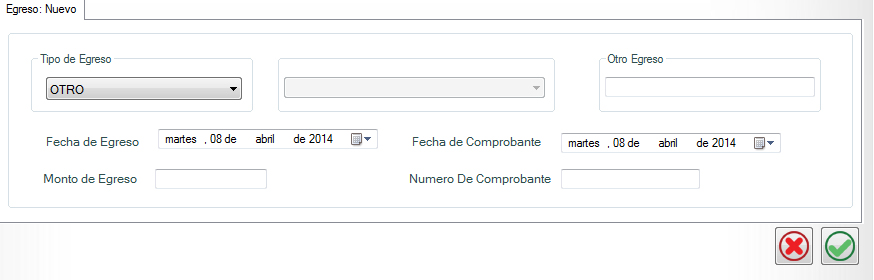 Egreso: Nuevo
Tipo de Egreso
Otro Egreso
OTRO
Fecha de Egreso martes , 08 de abril de 2014 Fecha de Comprobante martes , 08 de abril de 2014
Monto de Egreso Numero De Comprobante